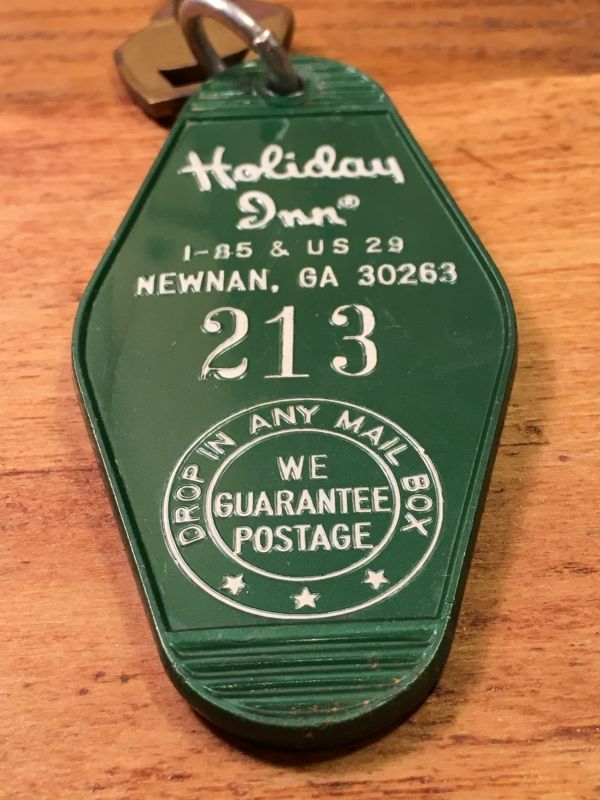 Holiday
Inn®
I-85 & US 29
NEWNAN, GA 30263
213
DROP IN ANY MAIL BOX
WE
GUARANTEE
POSTAGE